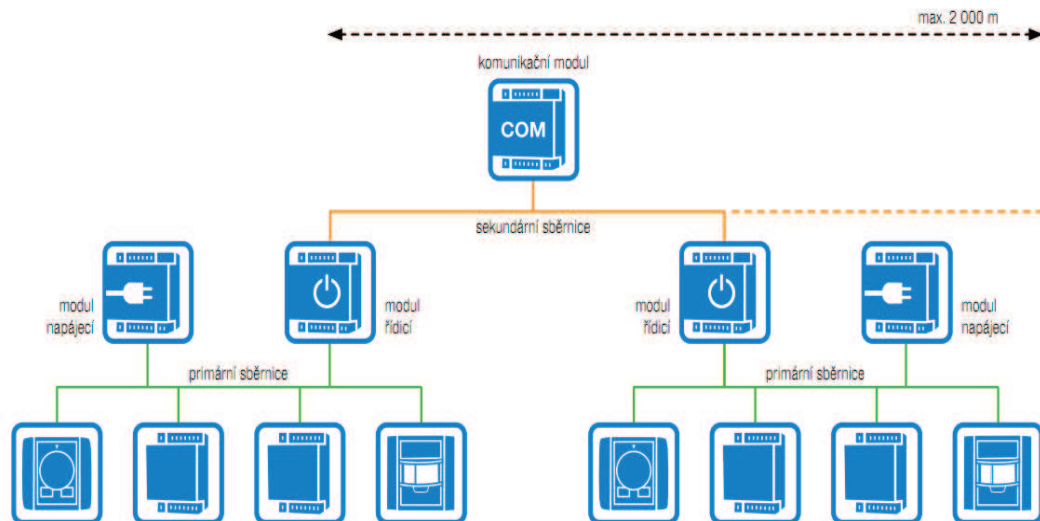 max. 2 000 m
komunikační modul
COM
sekundární sběrnice
modul
napájecí
modul
řídicí
modul
řídicí
modul
napájecí
primární sběrnice
primární sběrnice